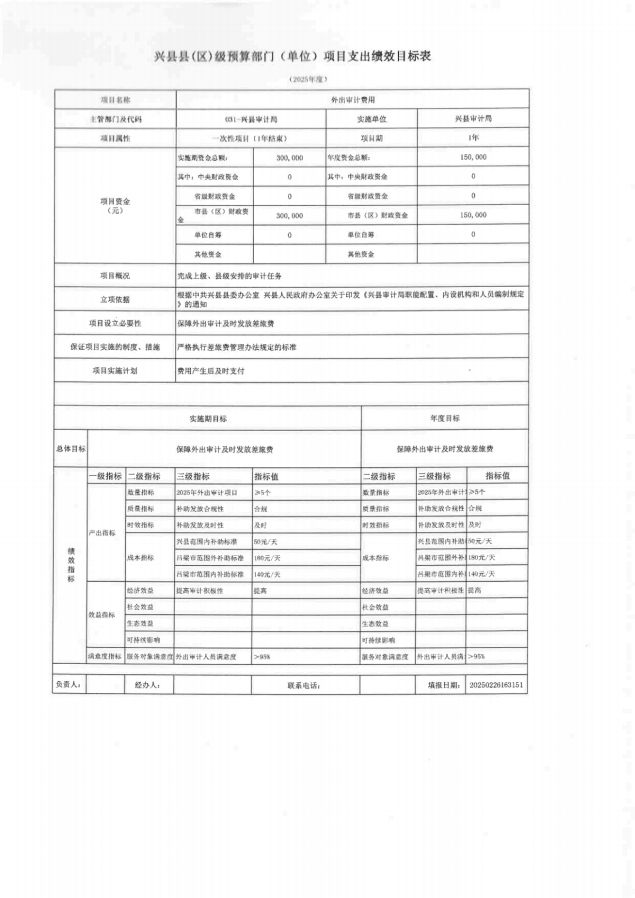 兴县县(区)级预算部门（单位）项目支出绩效目标表
（2025年度）
项目名称 外出审计费用
主管部门及代码 031-兴县审计局 实施单位 兴县审计局
项目属性 一次性项目（1年结束） 项目期 1年
项目资金（元） 实施期资金总额： 300,000 年度资金总额： 150,000
其中：中央财政资金 0 其中：中央财政资金 0
省级财政资金 0 省级财政资金 0
市县（区）财政资金 300,000 市县（区）财政资金 150,000
单位自筹 0 单位自筹 0
其他资金 其他资金
项目概况 完成上级、县级安排的审计任务
立项依据 根据中共兴县县委办公室 兴县人民政府办公室关于印发《兴县审计局职能配置、内设机构和人员编制规定
》的通知
项目设立必要性 保障外出审计及时发放差旅费
保证项目实施的制度、措施 严格执行差旅费管理办法规定的标准
项目实施计划 费用产生后及时支付
实施期目标 年度目标
总体目标 保障外出审计及时发放差旅费 保障外出审计及时发放差旅费
绩效指标 一级指标 二级指标 三级指标 指标值 二级指标 三级指标 指标值
产出指标 数量指标 2025年外出审计项目 ≥5个 数量指标 2025年外出审计 ≥5个
质量指标 补助发放合规性 合规 质量指标 补助发放合规性 合规
时效指标 补助发放及时性 及时 时效指标 补助发放及时性 及时
成本指标 兴县范围内补助标准 50元/天 成本指标 兴县范围内补助 50元/天
吕梁市范围外补助标准 180元/天 吕梁市范围外补 180元/天
吕梁市范围内补助标准 140元/天 吕梁市范围内补 140元/天
效益指标 经济效益 提高审计积极性 提高 经济效益 提高审计积极性 提高
社会效益 社会效益
生态效益 生态效益
可持续影响 可持续影响
满意度指标 服务对象满意度 外出审计人员满意度 >95% 服务对象满意度 外出审计人员满 >95%
负责人： 经办人： 联系电话： 填报日期： 20250226163151